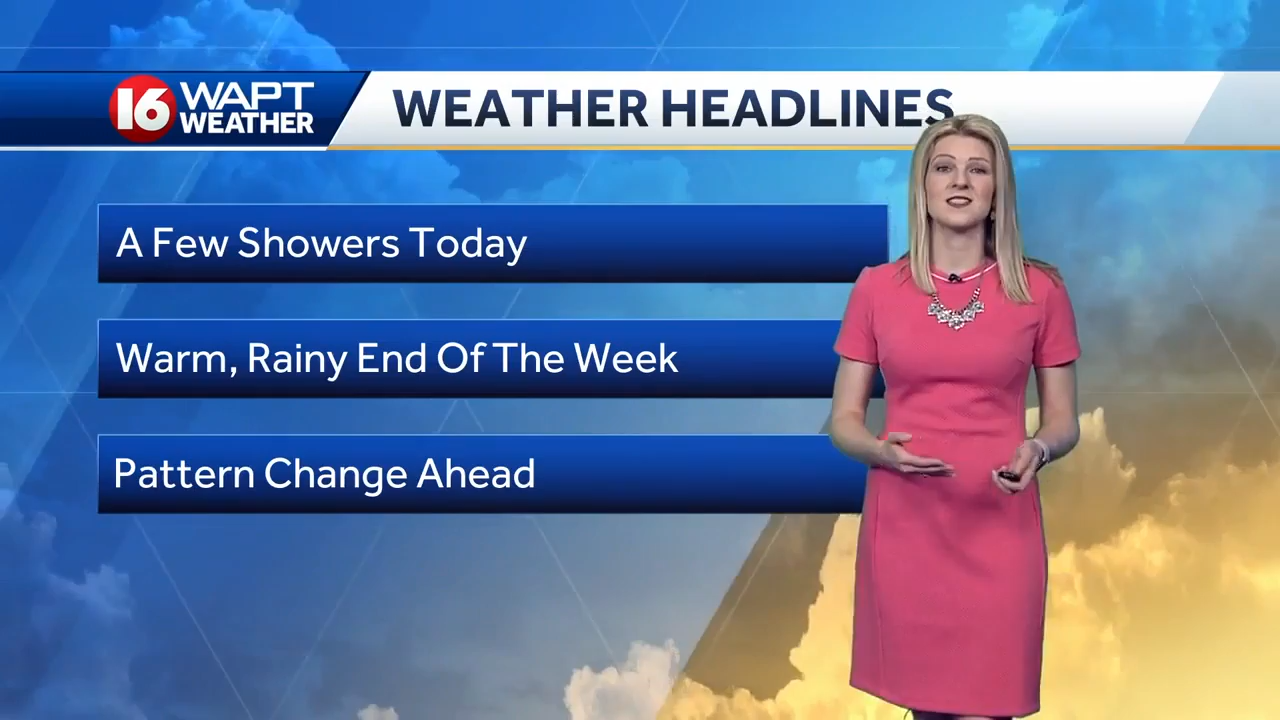 16 WAPT
WEATHER
WEATHER HEADLINES
A Few Showers Today
Warm, Rainy End Of The Week
Pattern Change Ahead